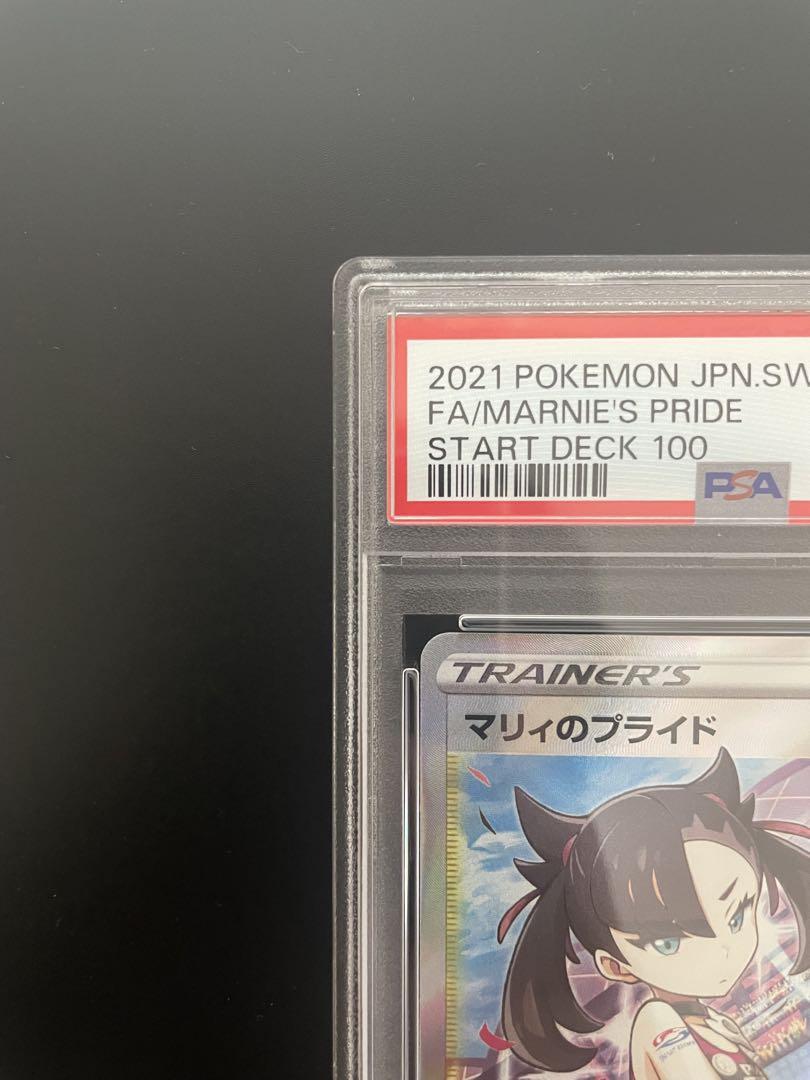 2021 POKEMON JPN.SW
FA/MARNIE'S PRIDE
START DECK 100
PSA
TRAINER'S
マリィのプライド